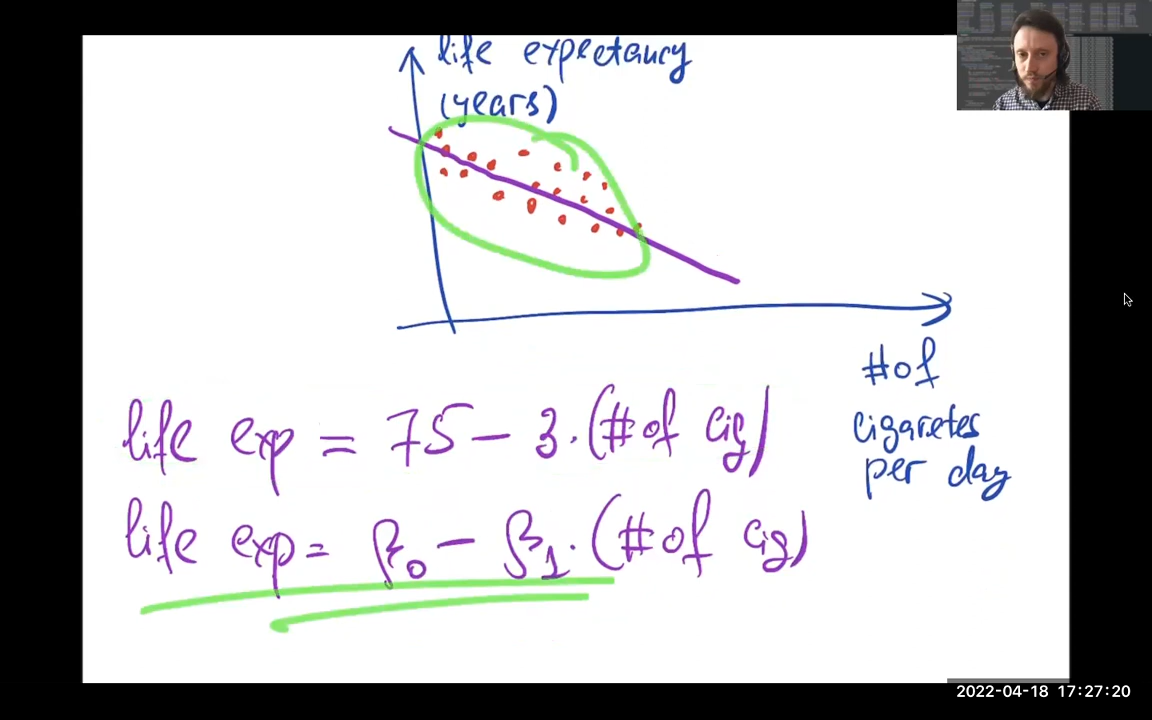 life expectancy
(years)
#of
cigaretes
per day
life exp = 75 - 3.(#of cig)
life exp = β₀ - β₁.(#of cig)
2022-04-18 17:27:20